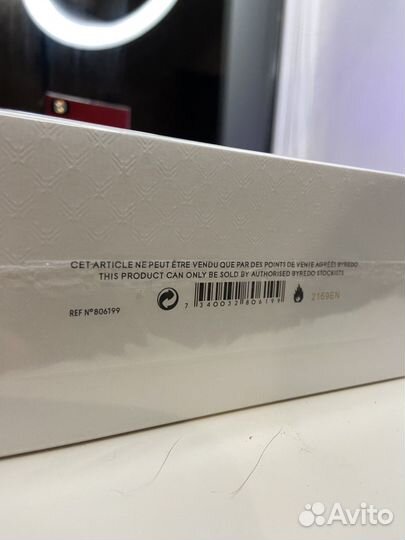 CET ARTICLE NE PEUT ÊTRE VENDU QUE PAR DES POINTS DE VENTE AGRÉÉS BYREDO
THIS PRODUCT CAN ONLY BE SOLD BY AUTHORISED BYREDO STOCKISTS
REF N°806199
7 340032 806199
2169EN
Avito